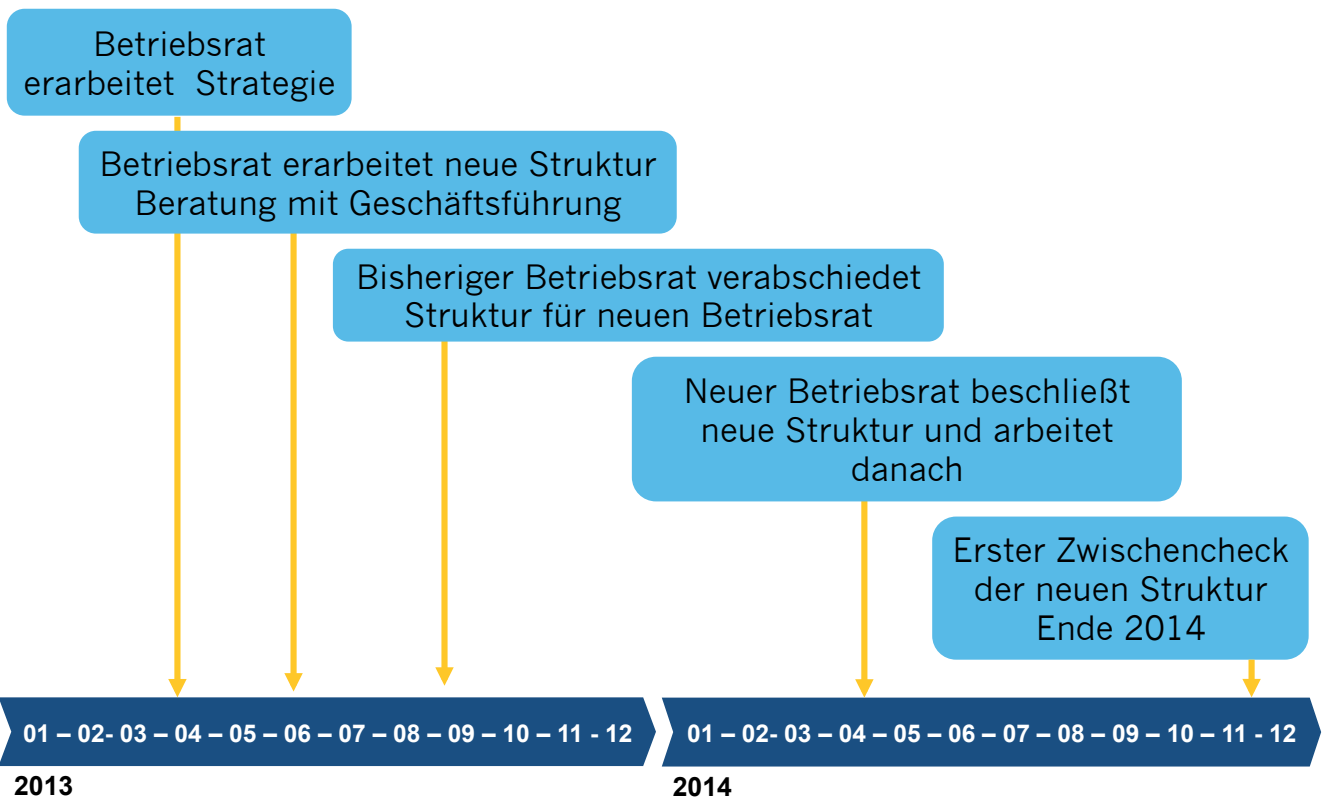 Betriebsrat
erarbeitet  Strategie
Betriebsrat erarbeitet neue Struktur
Beratung mit Geschäftsführung
Bisheriger Betriebsrat verabschiedet
Struktur für neuen Betriebsrat
Neuer Betriebsrat beschließt
neue Struktur und arbeitet
danach
Erster Zwischencheck
der neuen Struktur
Ende 2014
01 – 02- 03 – 04 – 05 – 06 – 07 – 08 – 09 – 10 – 11 - 12
01 – 02- 03 – 04 – 05 – 06 – 07 – 08 – 09 – 10 – 11 - 12
2013
2014